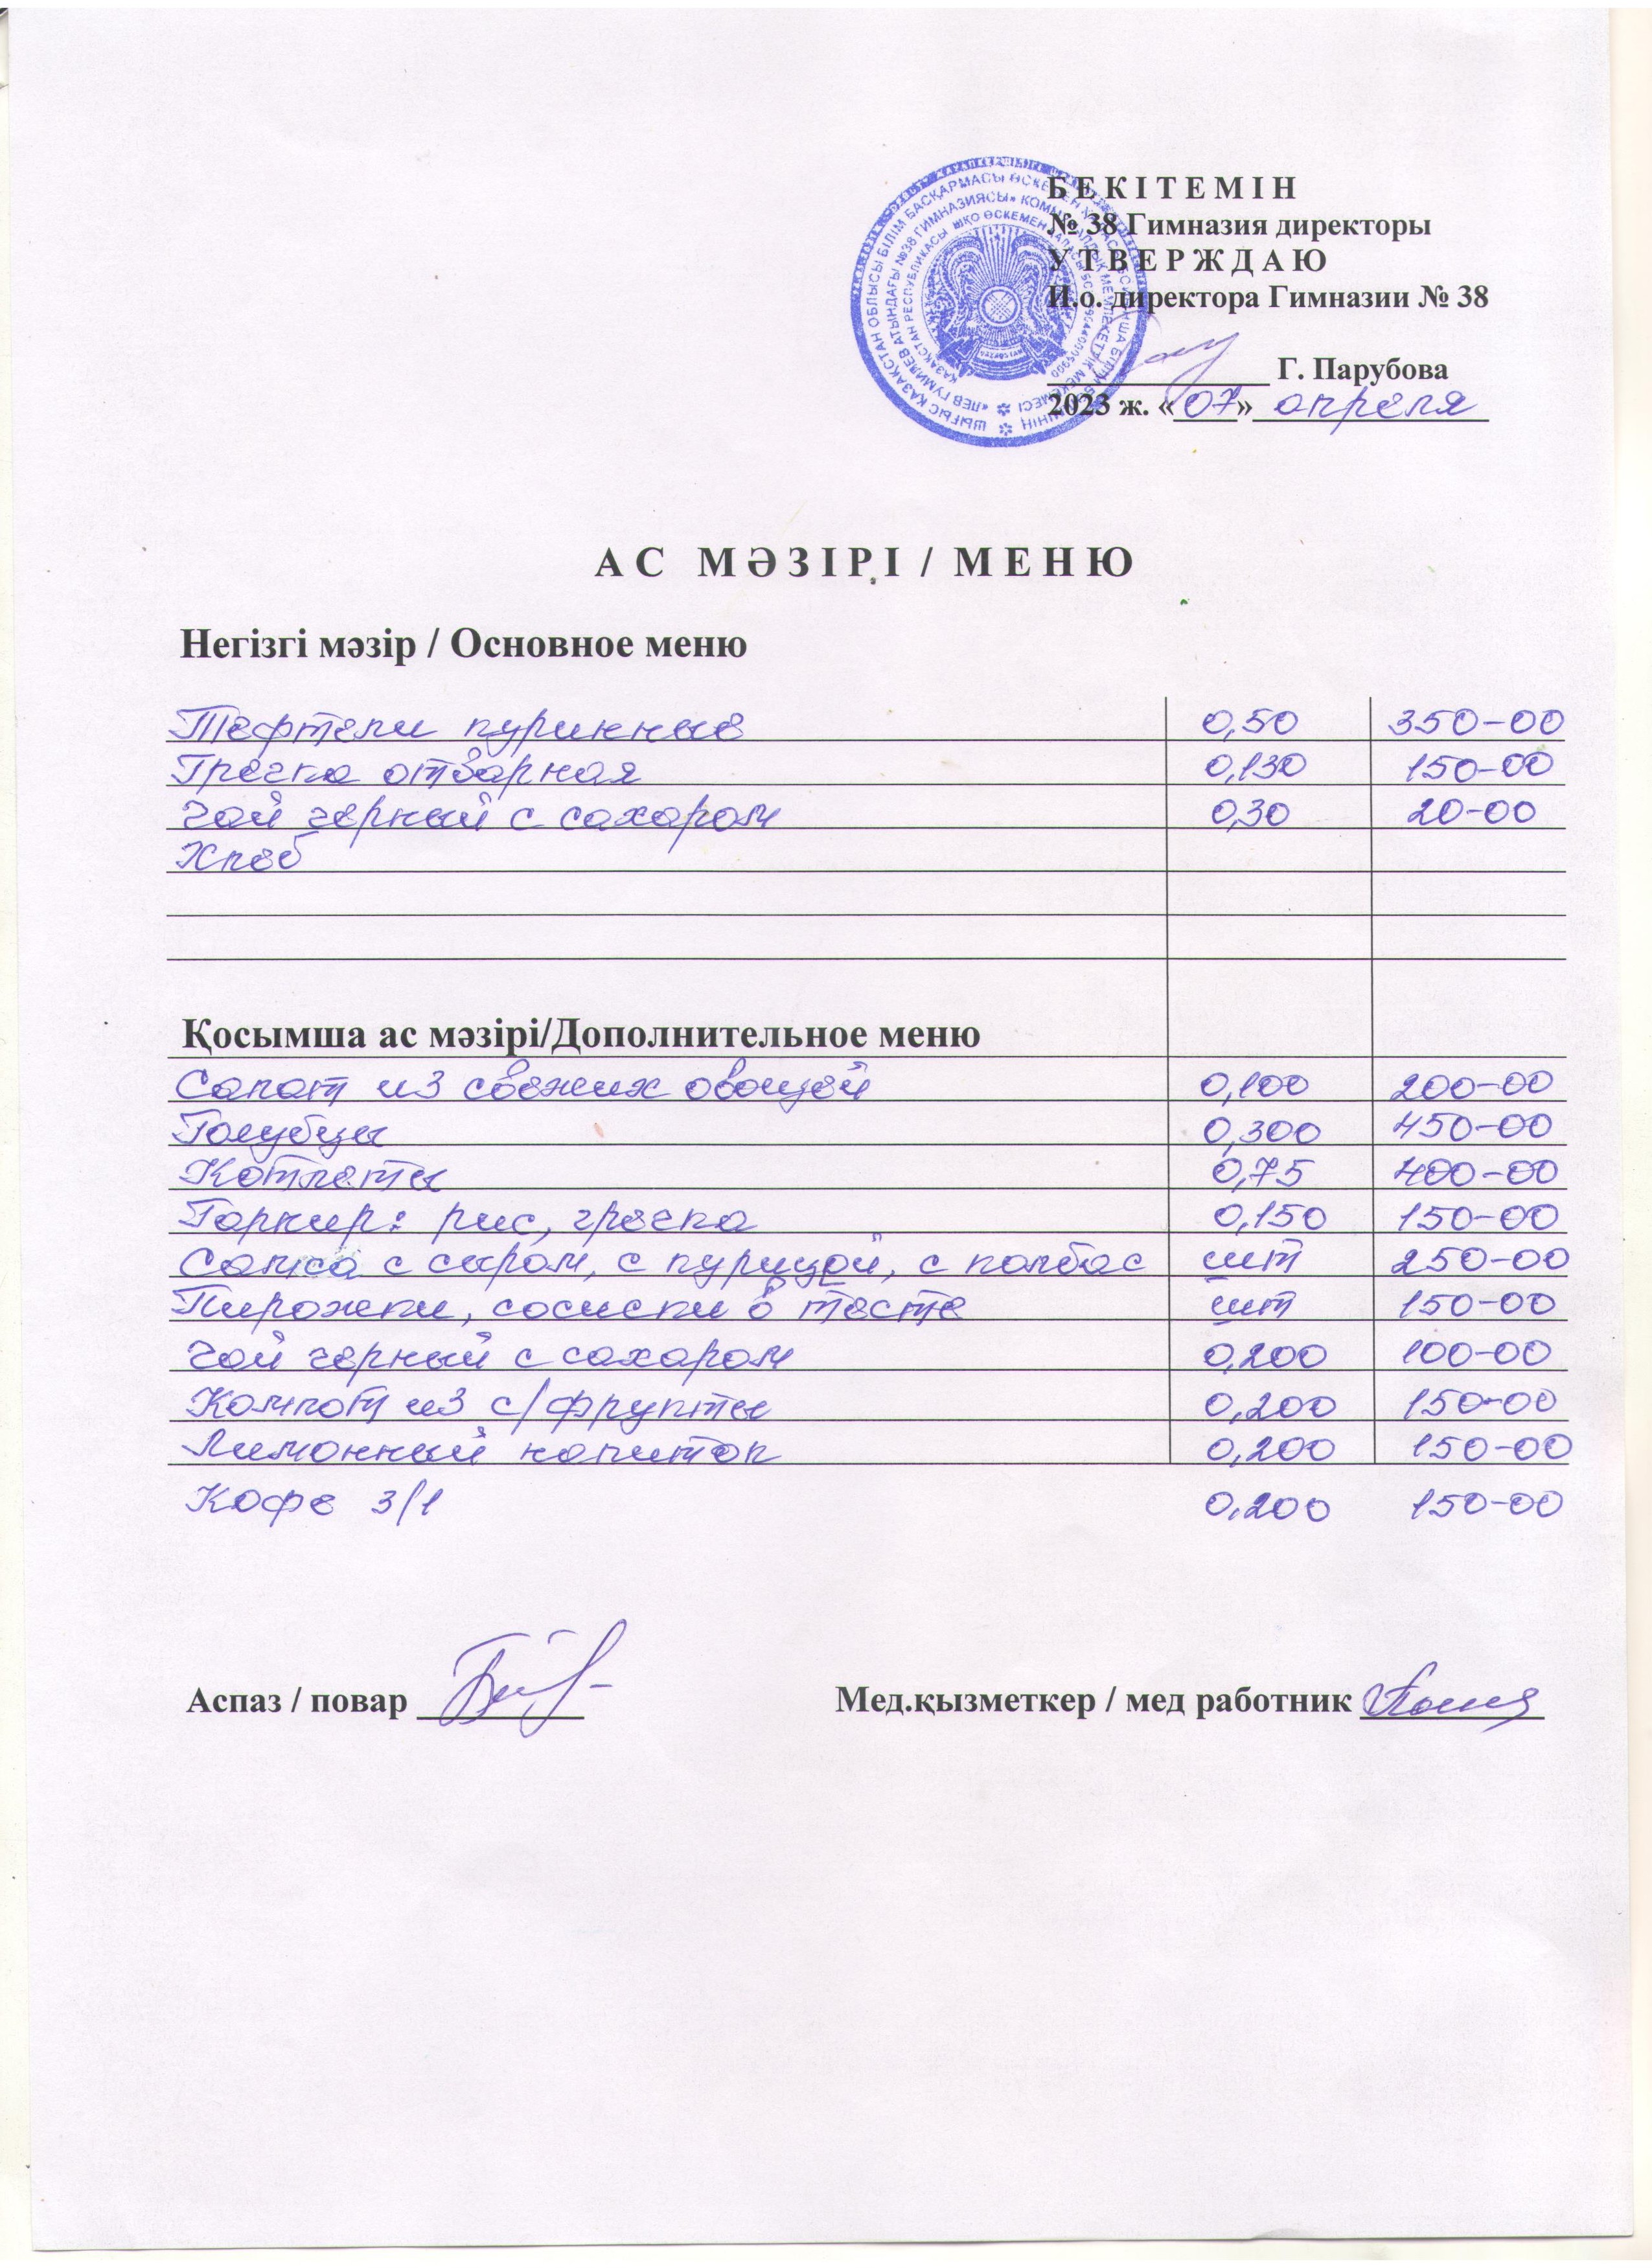 БЕКІТЕМІН
№ 38 Гимназия директоры
УТВЕРЖДАЮ
И.о. директора Гимназии № 38
Г. Парубова
2023 ж. «07» апреля
АС МӘЗІРІ / МЕНЮ
Негізгі мәзір / Основное меню
Тефтели куринные 0,50 350-00
Гречка отварная 0,130 150-00
Чай черный с сахаром 0,30 20-00
Хлеб
Қосымша ас мәзірі/Дополнительное меню
Салат из свежих овощей 0,100 200-00
Голубцы 0,300 450-00
Котлеты 0,75 400-00
Гарнир: рис, гречка 0,150 150-00
Самса с сыром, с курицой, с колбас шт 250-00
Пирожки, сосиски в тесте шт 150-00
Чай черный с сахаром 0,200 100-00
Компот из с/фрукты 0,200 150-00
Лимонный напиток 0,200 150-00
Кофе 3/1 0,200 150-00
Аспаз / повар Мед.қызметкер / мед работник